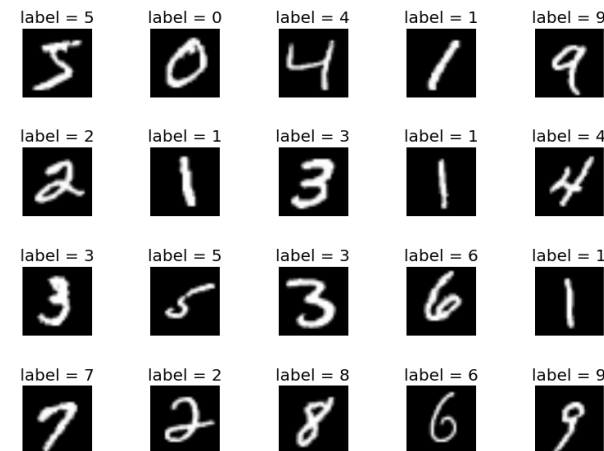 label = 5 label = 0 label = 4 label = 1 label = 9
5 0 4 1 9
label = 2 label = 1 label = 3 label = 1 label = 4
2 1 3 1 4
label = 3 label = 5 label = 3 label = 6 label = 1
3 5 3 6 1
label = 7 label = 2 label = 8 label = 6 label = 9
7 2 8 6 9